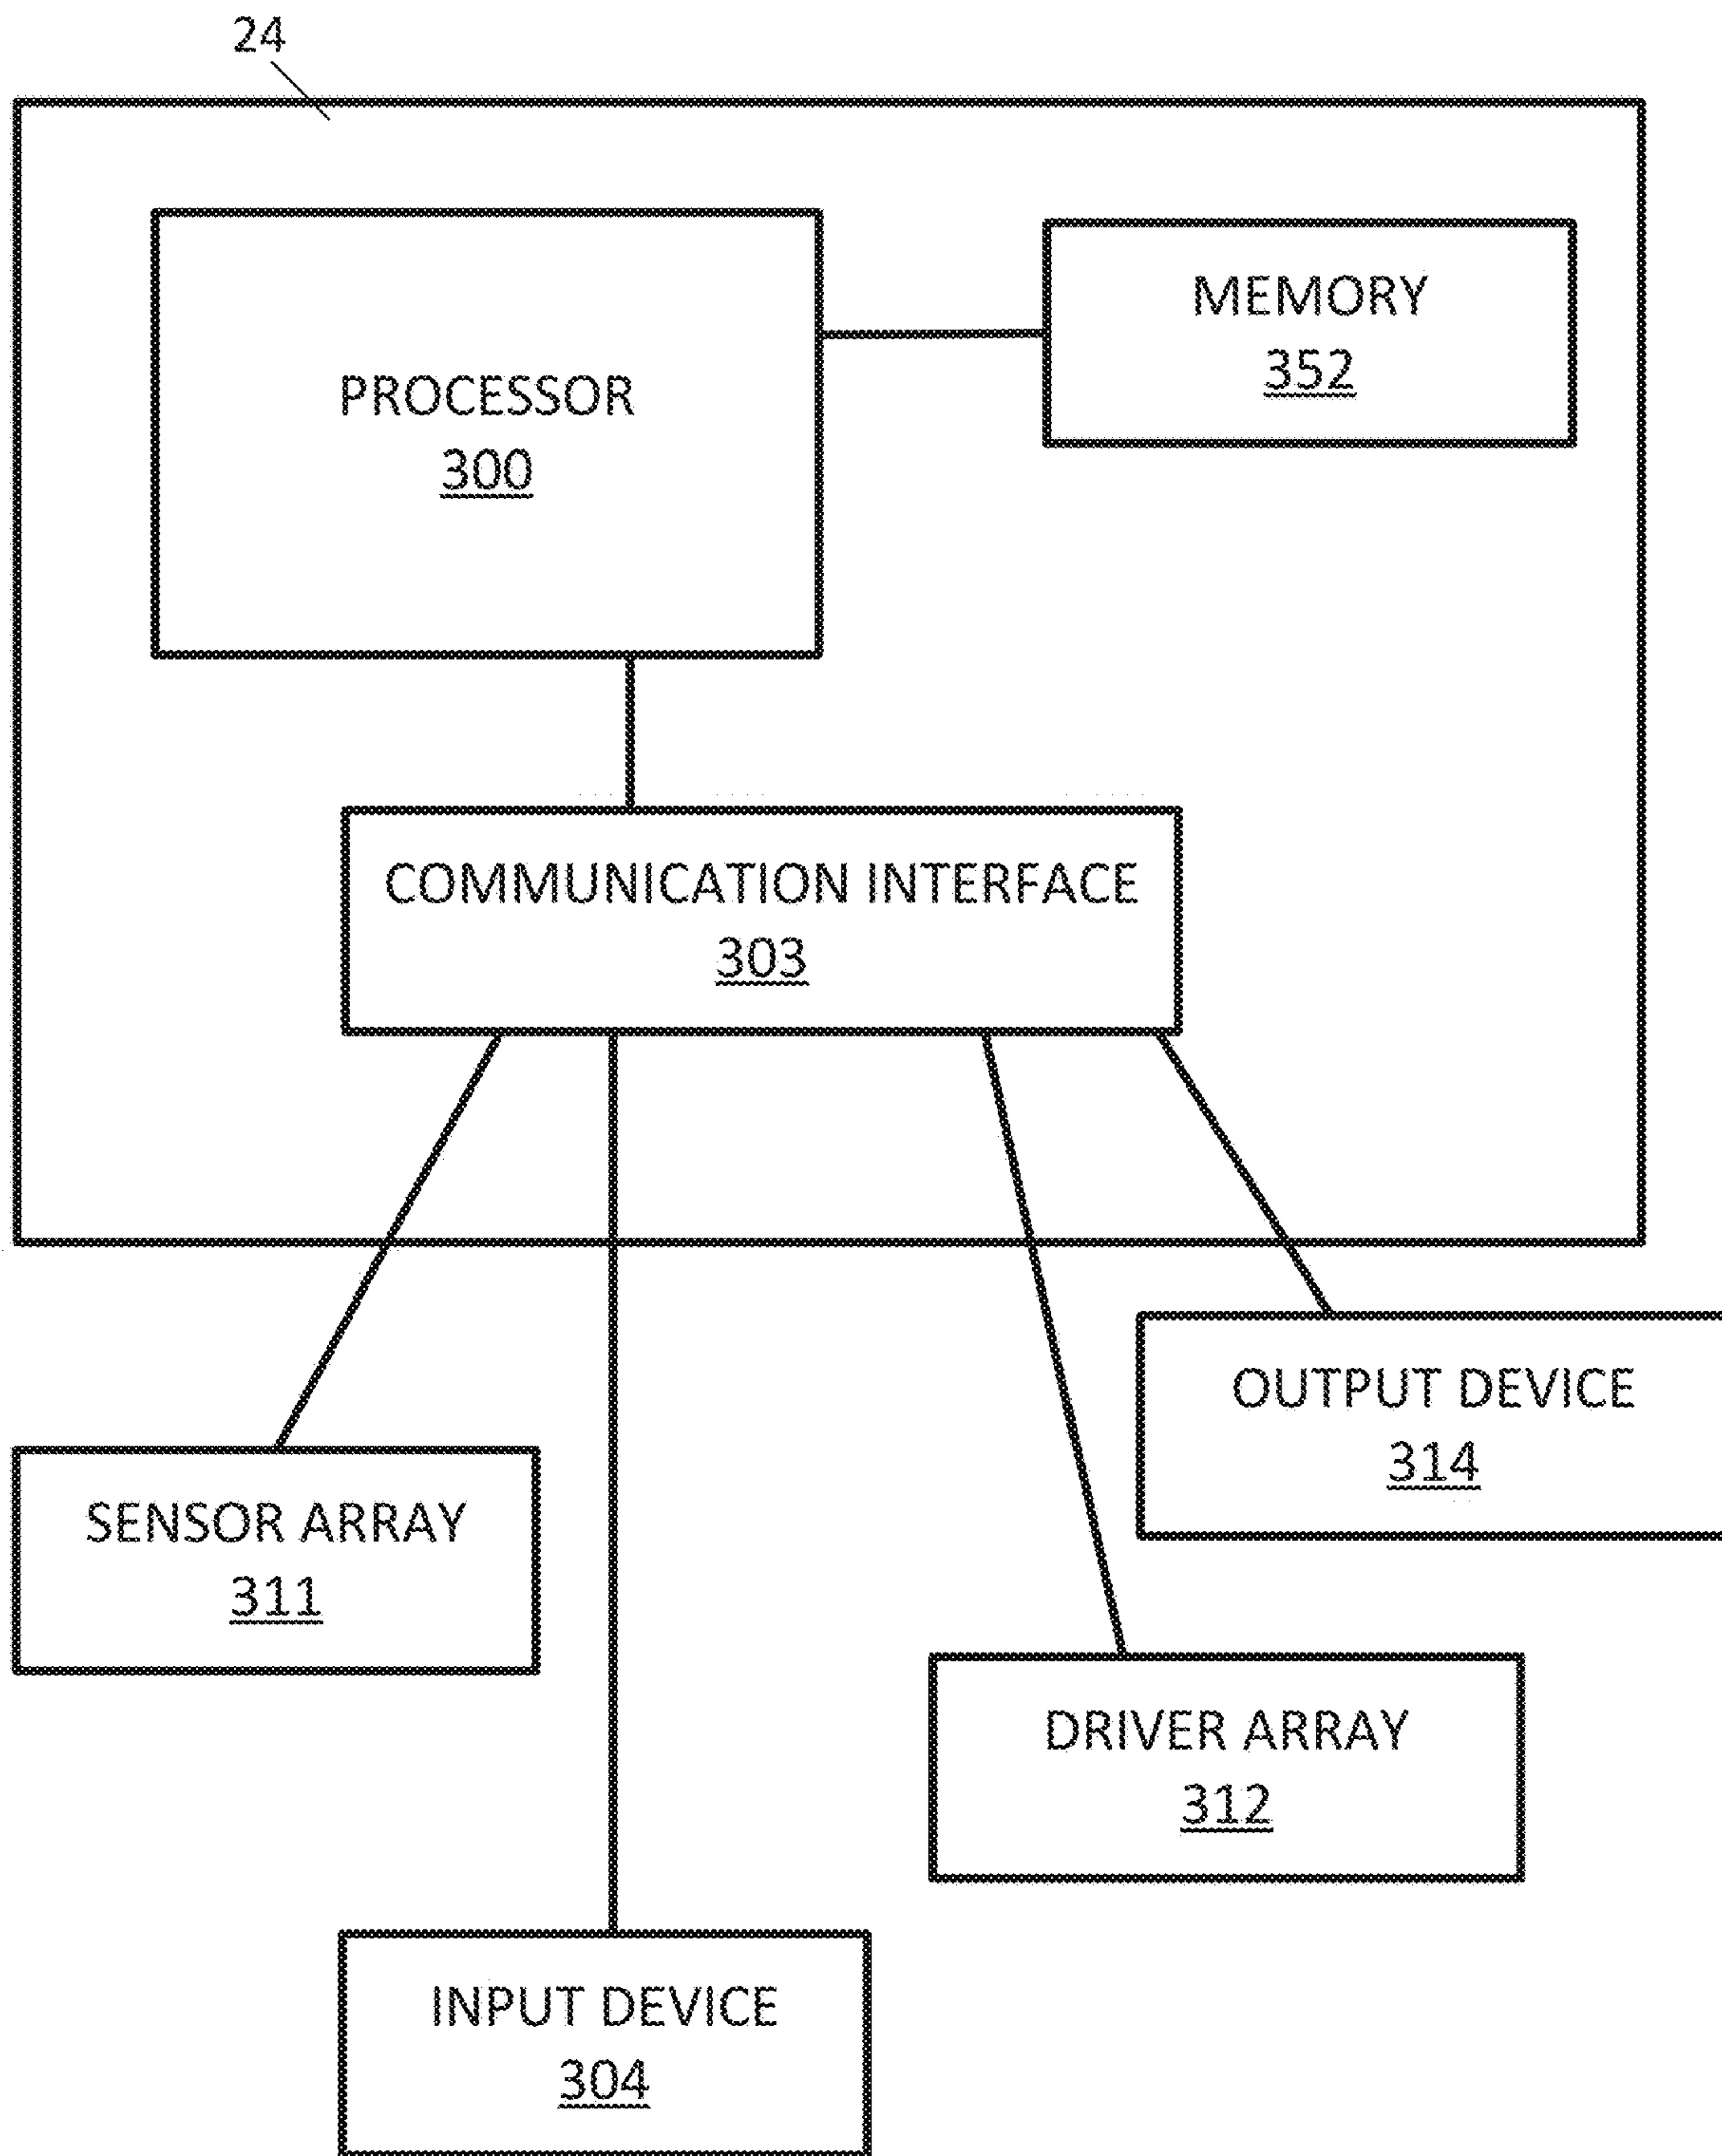 24
PROCESSOR
300
MEMORY
352
COMMUNICATION INTERFACE
303
OUTPUT DEVICE
314
SENSOR ARRAY
311
DRIVER ARRAY
312
INPUT DEVICE
304